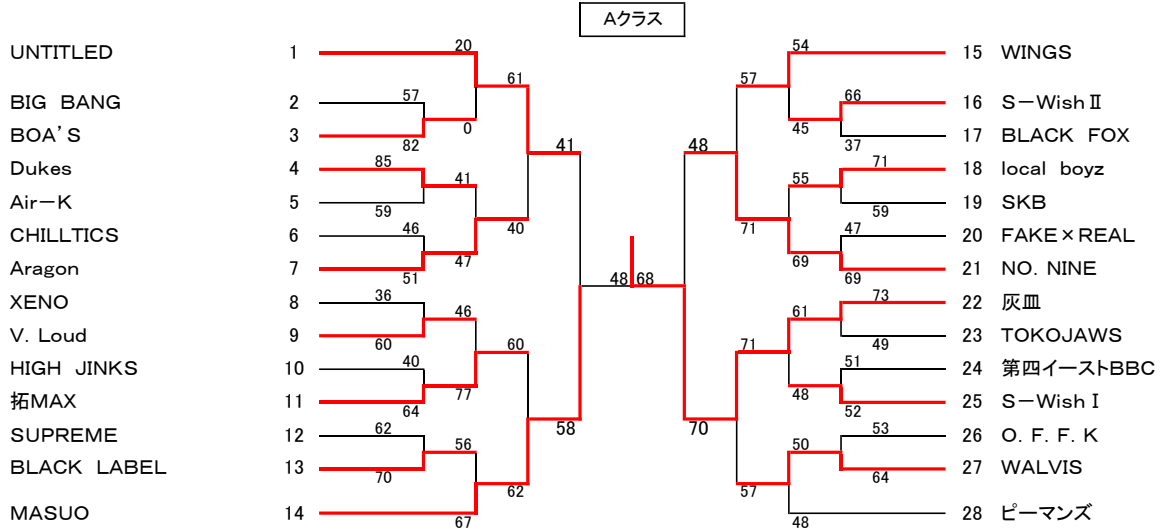 Aクラス
UNTITLED 1 20 54 15 WINGS
61 57
BIG BANG 2 57 66 16 S-WishⅡ
0 45
BOA'S 3 82 37 17 BLACK FOX
41 48
Dukes 4 85 41 55 71 18 local boyz
Air-K 5 59 59 19 SKB
40 71
CHILLTICS 6 46 47 20 FAKE×REAL
47 69
Aragon 7 51 69 21 NO. NINE
48 68
XENO 8 36 46 61 73 22 灰皿
V. Loud 9 60 49 23 TOKOJAWS
60 71
HIGH JINKS 10 40 51 24 第四イーストBBC
77 48
拓MAX 11 64 52 25 S-WishⅠ
58 70
SUPREME 12 62 53 26 O. F. F. K
56 50
BLACK LABEL 13 70 64 27 WALVIS
62 57
MASUO 14 67 48 28 ピーマンズ